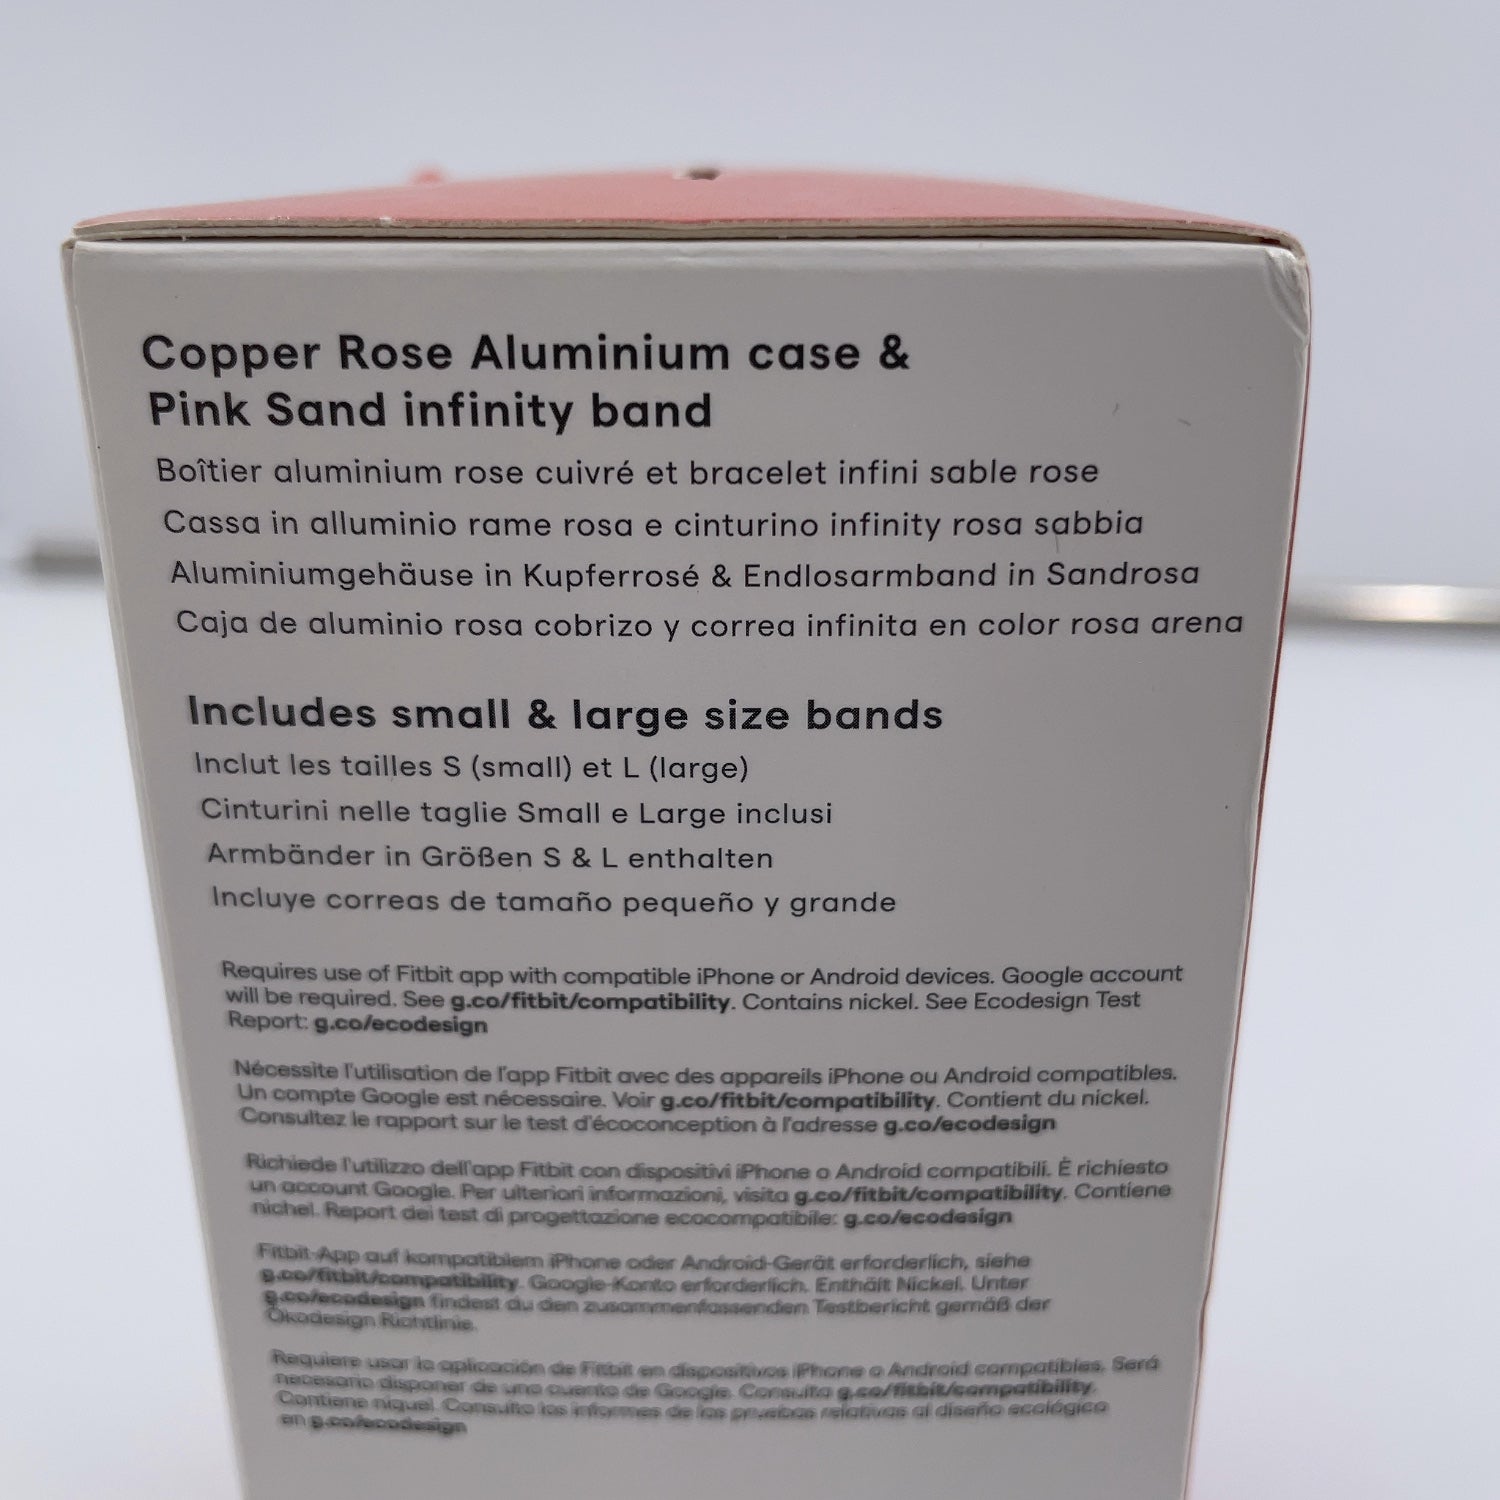 Copper Rose Aluminium case &
Pink Sand infinity band
Boîtier aluminium rose cuivré et bracelet infini sable rose
Cassa in alluminio rame rosa e cinturino infinity rosa sabbia
Aluminiumgehäuse in Kupferrosé & Endlosarmband in Sandrosa
Caja de aluminio rosa cobrizo y correa infinita en color rosa arena
Includes small & large size bands
Inclut les tailles S (small) et L (large)
Cinturini nelle taglie Small e Large inclusi
Armbänder in Größen S & L enthalten
Incluye correas de tamaño pequeño y grande
Requires use of Fitbit app with compatible iPhone or Android devices. Google account
will be required. See g.co/fitbit/compatibility. Contains nickel. See Ecodesign Test
Report: g.co/ecodesign
Nécessite l'utilisation de l'app Fitbit avec des appareils iPhone ou Android compatibles.
Un compte Google est nécessaire. Voir g.co/fitbit/compatibility. Contient du nickel.
Consultez le rapport sur le test d'écoconception à l'adresse g.co/ecodesign
Richiede l'utilizzo dell'app Fitbit con dispositivi iPhone o Android compatibili. È richiesto
un account Google. Per ulteriori informazioni, visita g.co/fitbit/compatibility. Contiene
nichel. Report dei test di progettazione ecocompatibile: g.co/ecodesign
Fitbit-App auf kompatiblem iPhone oder Android-Gerät erforderlich, siehe
g.co/fitbit/compatibility. Google-Konto erforderlich. Enthält Nickel. Unter
g.co/ecodesign findest du den zusammenfassenden Testbericht gemäß der
Ökodesign Richtlinie.
Requiere usar la aplicación de Fitbit en dispositivos iPhone o Android compatibles. Será
necesario disponer de una cuenta de Google. Consulta g.co/fitbit/compatibility.
Contiene níquel. Consulta los informes de las pruebas relativas al diseño ecológico
en g.co/ecodesign